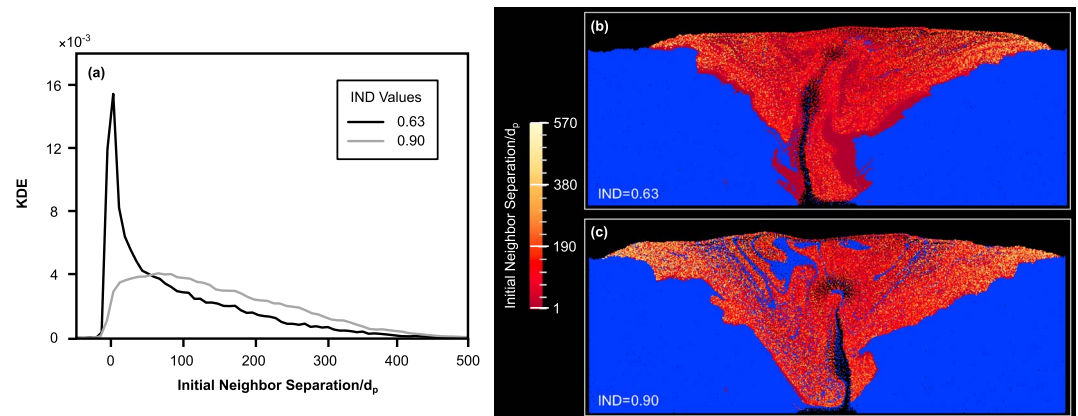 ×10⁻³
(a)
16
12
8
4
0
KDE
IND Values
0.63
0.90
0
100
200
300
400
500
Initial Neighbor Separation/dₚ
Initial Neighbor Separation/dₚ
570
380
190
1
(b)
IND=0.63
(c)
IND=0.90